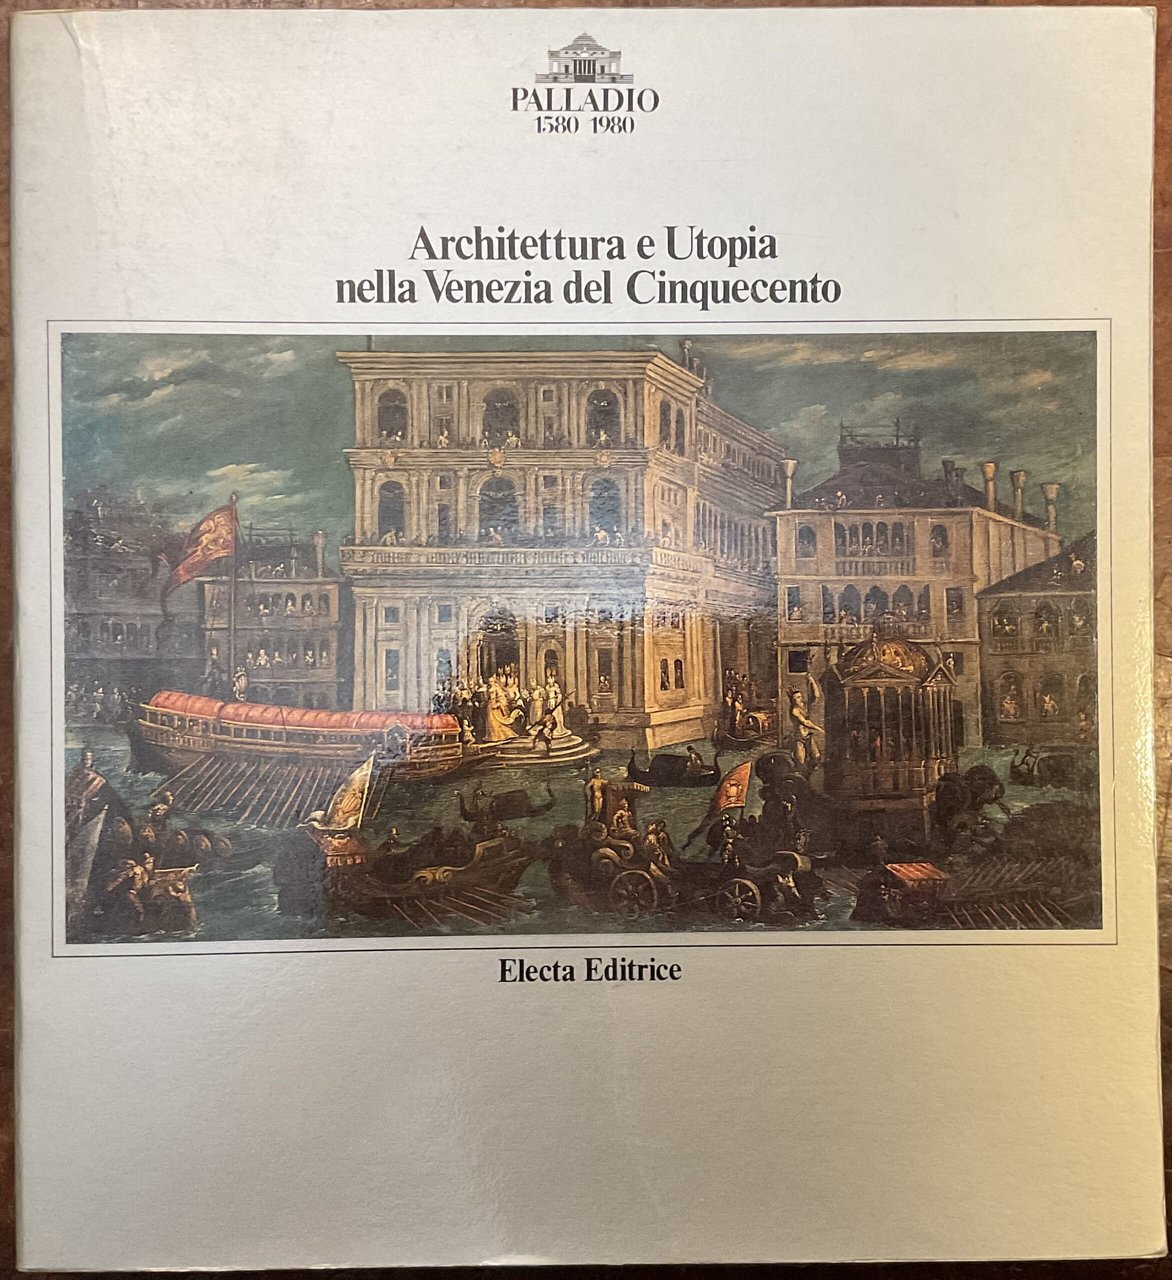 PALLADIO
1580 1980
Architettura e Utopia
nella Venezia del Cinquecento
Electa Editrice